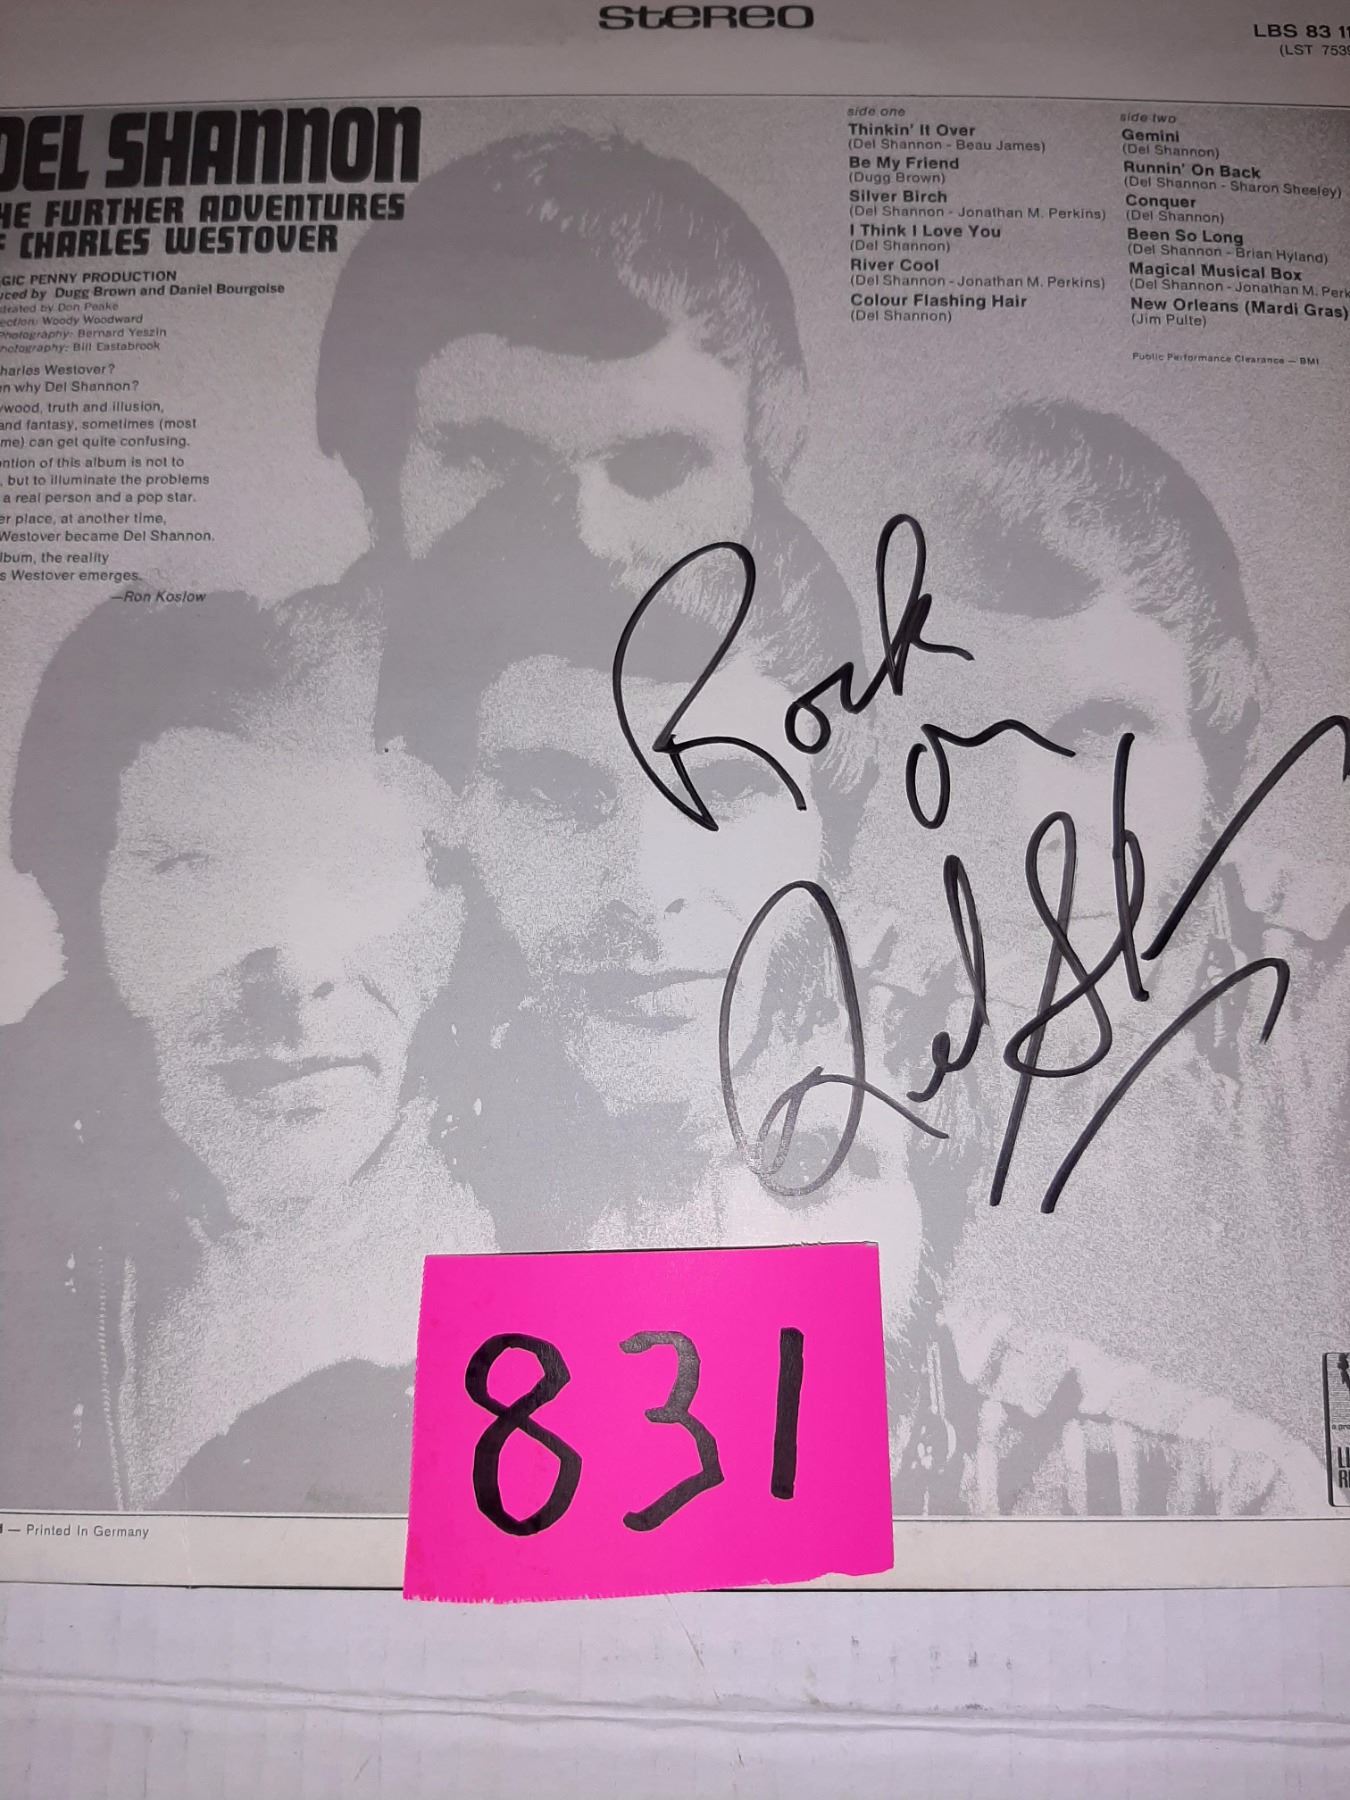 stereo
LBS 83 11
(LST 7539
DEL SHANNON
HE FURTHER ADVENTURES
F CHARLES WESTOVER
GIC PENNY PRODUCTION
uced by Dugg Brown and Daniel Bourgoise
by Don Peake
ection: Woody Woodward
Photography: Bernard Yeszin
hotography: Bill Eastabrook
harles Westover?
n why Del Shannon?
ywood, truth and illusion,
and fantasy, sometimes (most
me) can get quite confusing.
ntion of this album is not to
, but to illuminate the problems
a real person and a pop star.
er place, at another time,
Westover became Del Shannon.
lbum, the reality
s Westover emerges.
—Ron Koslow
side one
Thinkin' It Over
(Del Shannon - Beau James)
Be My Friend
(Dugg Brown)
Silver Birch
(Del Shannon - Jonathan M. Perkins)
I Think I Love You
(Del Shannon)
River Cool
(Del Shannon - Jonathan M. Perkins)
Colour Flashing Hair
(Del Shannon)
side two
Gemini
(Del Shannon)
Runnin' On Back
(Del Shannon - Sharon Sheeley)
Conquer
(Del Shannon)
Been So Long
(Del Shannon - Brian Hyland)
Magical Musical Box
(Del Shannon - Jonathan M. Perk
New Orleans (Mardi Gras)
(Jim Pulte)
Public Performance Clearance — BMI
Rock
on
Del Sh
831
— Printed In Germany
a pro
LI
RE